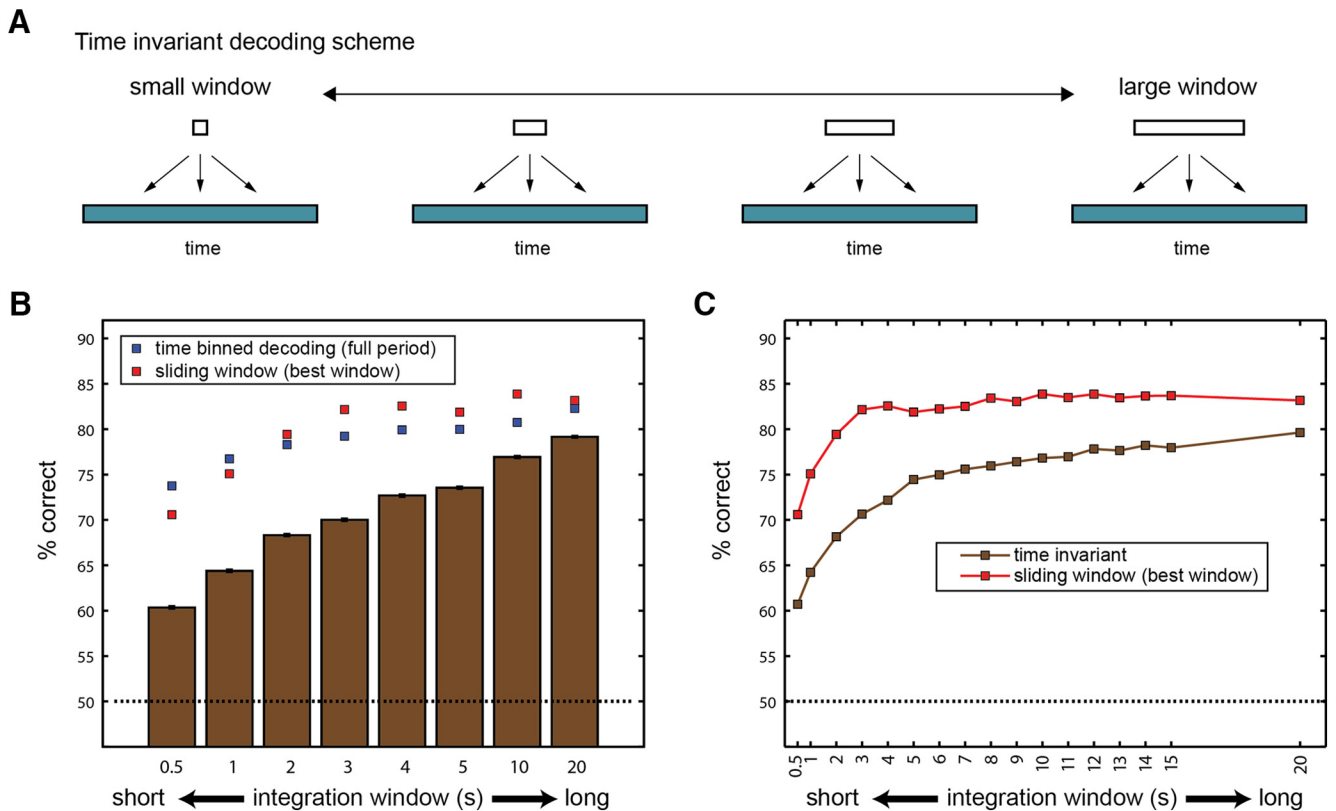 A
Time invariant decoding scheme
small window
large window
time
time
time
time
B
90
85
80
75
70
65
60
55
50
% correct
time binned decoding (full period)
sliding window (best window)
0.5 1 2 3 4 5 10 20
short integration window (s) long
C
90
85
80
75
70
65
60
55
50
% correct
time invariant
sliding window (best window)
0.5 1 2 3 4 5 6 7 8 9 10 11 12 13 14 15 20
short integration window (s) long